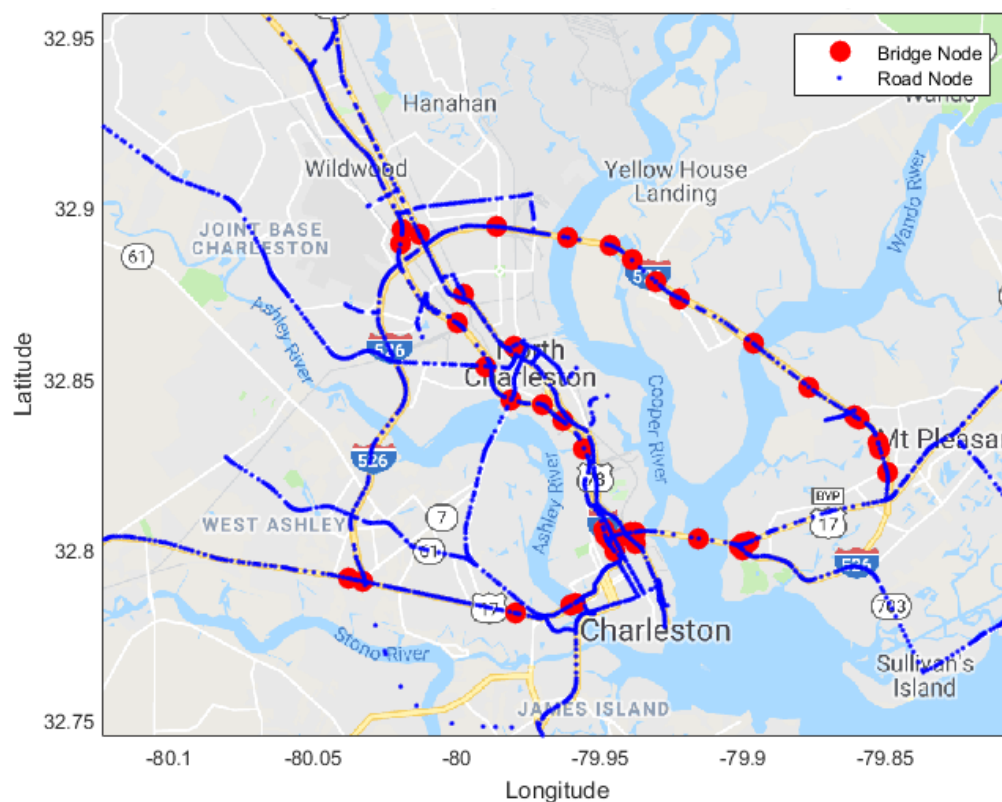 32.95
32.9
32.85
32.8
32.75
Latitude
-80.1
-80.05
-80
-79.95
-79.9
-79.85
Longitude
Bridge Node
Road Node
Hanahan
Wando
Wildwood
Yellow House
Landing
Wando River
JOINT BASE
CHARLESTON
61
Ashley River
526
North
Charleston
Cooper River
Mt Pleasan
526
78
BYP
17
7
WEST ASHLEY
61
Ashley River
526
17
703
Charleston
Stono River
Sullivan's
Island
JAMES ISLAND